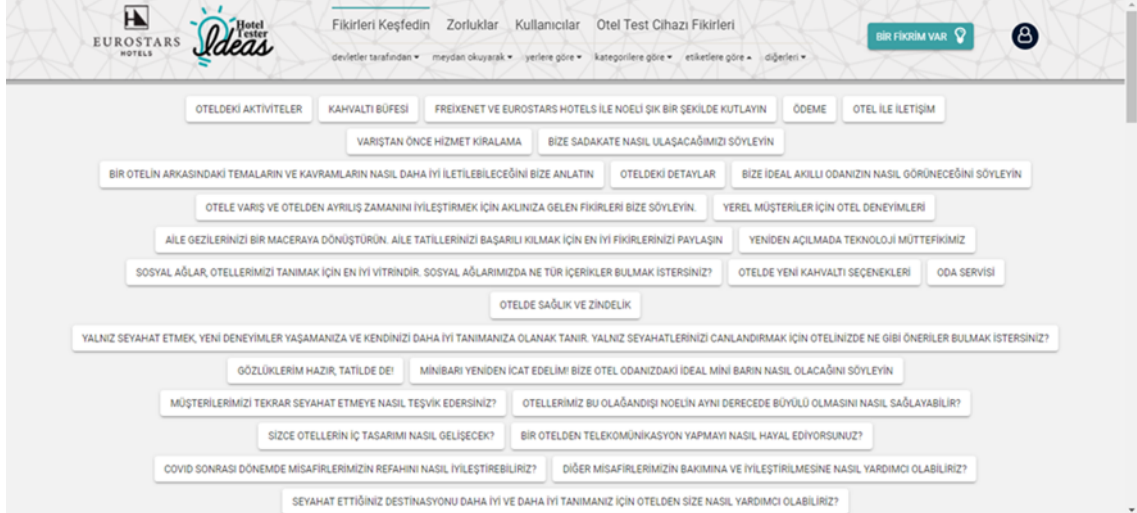 EUROSTARS
HOTELS
Hotel
Tester
Ideas
Fikirleri Keşfedin Zorluklar Kullanıcılar Otel Test Cihazı Fikirleri
BİR FİKRİM VAR
devletler tarafından meydan okuyarak yerlere göre kategorilere göre etiketlere göre diğerleri
OTELDEKİ AKTİVİTELER KAHVALTI BÜFESİ FREİXENET VE EUROSTARS HOTELS İLE NOELİ ŞIK BİR ŞEKİLDE KUTLAYIN ÖDEME OTEL İLE İLETİŞİM
VARIŞTAN ÖNCE HİZMET KİRALAMA BİZE SADAKATE NASIL ULAŞACAĞIMIZI SÖYLEYİN
BİR OTELİN ARKASINDAKİ TEMALARIN VE KAVRAMLARIN NASIL DAHA İYİ İLETİLEBİLECEĞİNİ BİZE ANLATIN OTELDEKİ DETAYLAR BİZE İDEAL AKILLI ODANIZIN NASIL GÖRÜNECEĞİNİ SÖYLEYİN
OTELE VARIŞ VE OTELDEN AYRILIŞ ZAMANINI İYİLEŞTİRMEK İÇİN AKLINIZA GELEN FİKİRLERİ BİZE SÖYLEYİN. YEREL MÜŞTERİLER İÇİN OTEL DENEYİMLERİ
AİLE GEZİLERİNİZİ BİR MACERAYA DÖNÜŞTÜRÜN. AİLE TATİLLERİNİZİ BAŞARILI KILMAK İÇİN EN İYİ FİKİRLERİNİZİ PAYLAŞIN YENİDEN AÇILMADA TEKNOLOJİ MÜTTEFİKİMİZ
SOSYAL AĞLAR, OTELLERİMİZİ TANIMAK İÇİN EN İYİ VİTRİNDİR. SOSYAL AĞLARIMIZDA NE TÜR İÇERİKLER BULMAK İSTERSİNİZ? OTELDE YENİ KAHVALTI SEÇENEKLERİ ODA SERVİSİ
OTELDE SAĞLIK VE ZİNDELİK
YALNIZ SEYAHAT ETMEK, YENİ DENEYİMLER YAŞAMANIZA VE KENDİNİZİ DAHA İYİ TANIMANIZA OLANAK TANIR. YALNIZ SEYAHATLERİNİZİ CANLANDIRMAK İÇİN OTELİNİZDE NE GİBİ ÖNERİLER BULMAK İSTERSİNİZ?
GÖZLÜKLERİM HAZIR, TATİLDE DE! MİNİBARI YENİDEN İCAT EDELİM! BİZE OTEL ODANIZDAKİ İDEAL MİNİ BARIN NASIL OLACAĞINI SÖYLEYİN
MÜŞTERİLERİMİZİ TEKRAR SEYAHAT ETMEYE NASIL TEŞVİK EDERSİNİZ? OTELLERİMİZ BU OLAĞANDIŞI NOELİN AYNI DERECEDE BÜYÜLÜ OLMASINI NASIL SAĞLAYABİLİR?
SİZCE OTELLERİN İÇ TASARIMI NASIL GELİŞECEK? BİR OTELDEN TELEKOMÜNİKASYON YAPMAYI NASIL HAYAL EDİYORSUNUZ?
COVID SONRASI DÖNEMDE MİSAFİRLERİMİZİN REFAHINI NASIL İYİLEŞTİREBİLİRİZ? DİĞER MİSAFİRLERİMİZİN BAKIMINA VE İYİLEŞTİRİLMESİNE NASIL YARDIMCI OLABİLİRİZ?
SEYAHAT ETTİĞİNİZ DESTİNASYONU DAHA İYİ VE DAHA İYİ TANIMANIZ İÇİN OTELDEN SİZE NASIL YARDIMCI OLABİLİRİZ?